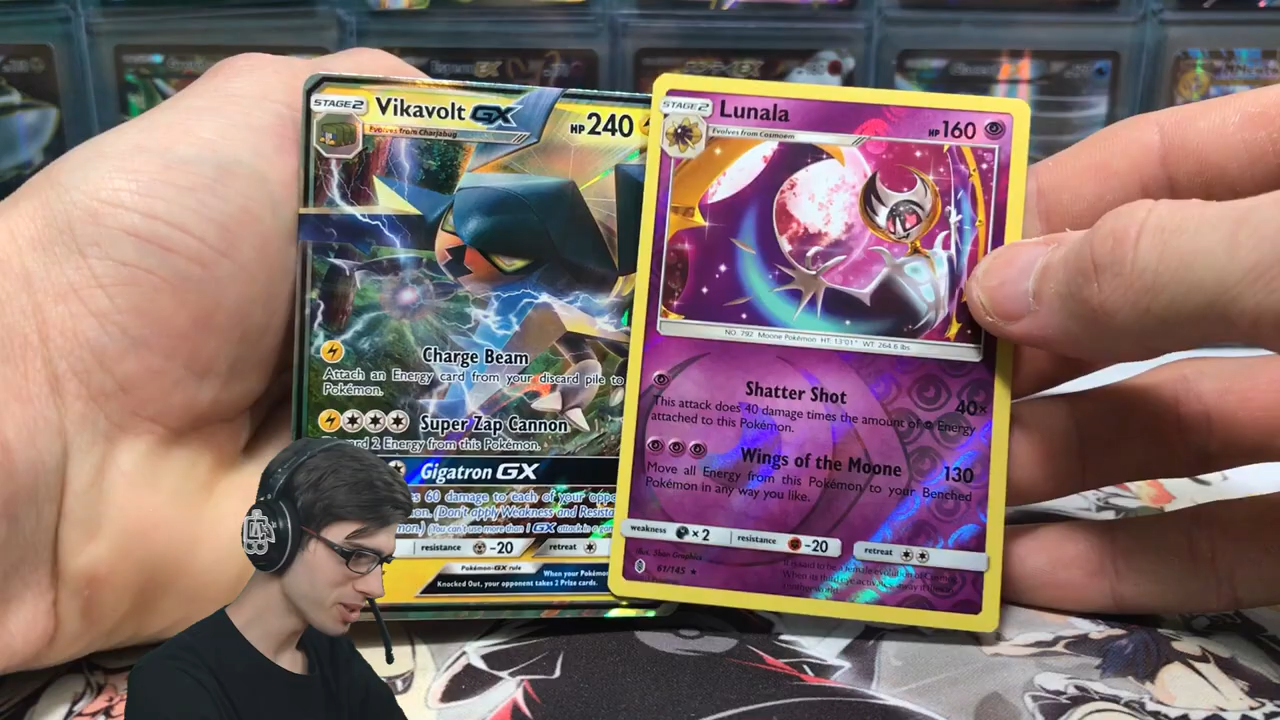 STAGE2
Vikavolt GX
HP 240
Evolves from Charjabug
Charge Beam
Attach an Energy card from your discard pile to
Pokémon.
Super Zap Cannon
2 Energy from this Pokémon.
Gigatron GX
60 damage to each of your
(Don't apply Weakness and
(You can't use more than 1 GX attack in a
resistance -20 retreat
Pokémon-GX rule
When your Pokémon
Knocked Out, your opponent takes 2 Prize cards.
STAGE2
Lunala
HP 160
Evolves from Cosmoem
NO. 792 Moone Pokémon HT: 13'01" WT: 264.6 lbs.
Shatter Shot
40×
This attack does 40 damage times the amount of Energy
attached to this Pokémon.
Wings of the Moone
130
Move all Energy from this Pokémon to your Benched
Pokémon in any way you like.
weakness ×2 resistance -20 retreat
61/145 ★